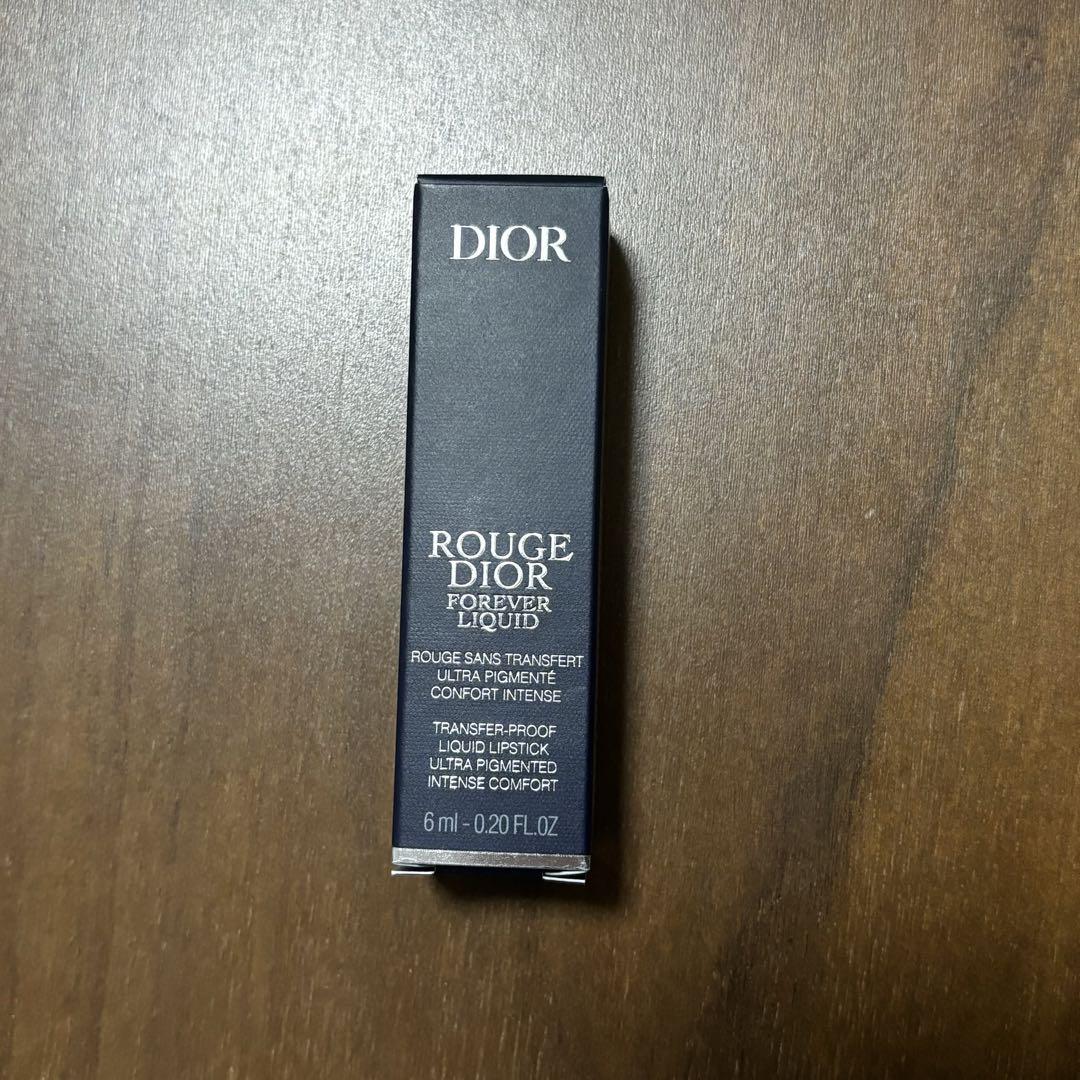 DIOR
ROUGE
DIOR
FOREVER
LIQUID
ROUGE SANS TRANSFERT
ULTRA PIGMENTÉ
CONFORT INTENSE
TRANSFER-PROOF
LIQUID LIPSTICK
ULTRA PIGMENTED
INTENSE COMFORT
6 ml - 0.20 FL.OZ